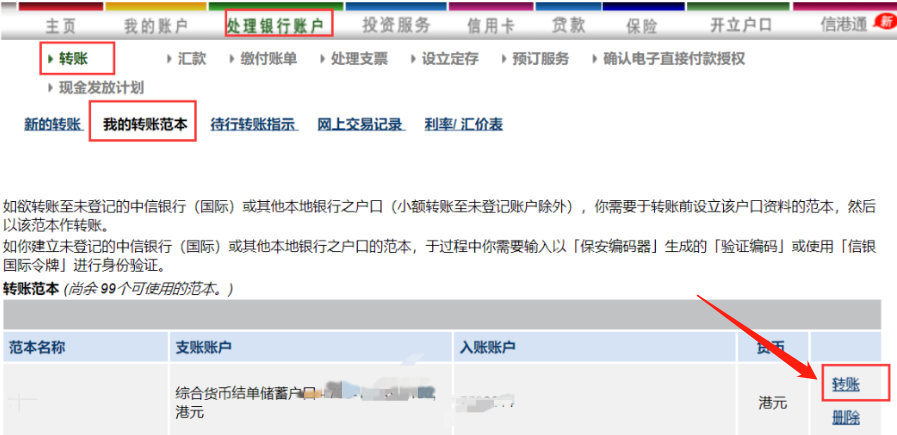 主页 我的账户 处理银行账户 投资服务 信用卡 贷款 保险 开立户口 信港通 新
转账 汇款 缴付账单 处理支票 设立定存 预订服务 确认电子直接付款授权
现金发放计划
新的转账 我的转账范本 待行转账指示 网上交易记录 利率/汇价表
如欲转账至未登记的中信银行（国际）或其他本地银行之户口（小额转账至未登记账户除外），你需要于转账前设立该户口资料的范本，然后
以该范本作转账。
如你建立未登记的中信银行（国际）或其他本地银行之户口的范本，于过程中你需要输入以「保安编码器」生成的「验证编码」或使用「信银
国际令牌」进行身份验证。
转账范本 (尚余 99个可使用的范本。)
范本名称 支账账户 入账账户 货币
综合货币结单储蓄户口 转账
港元 港元
删除